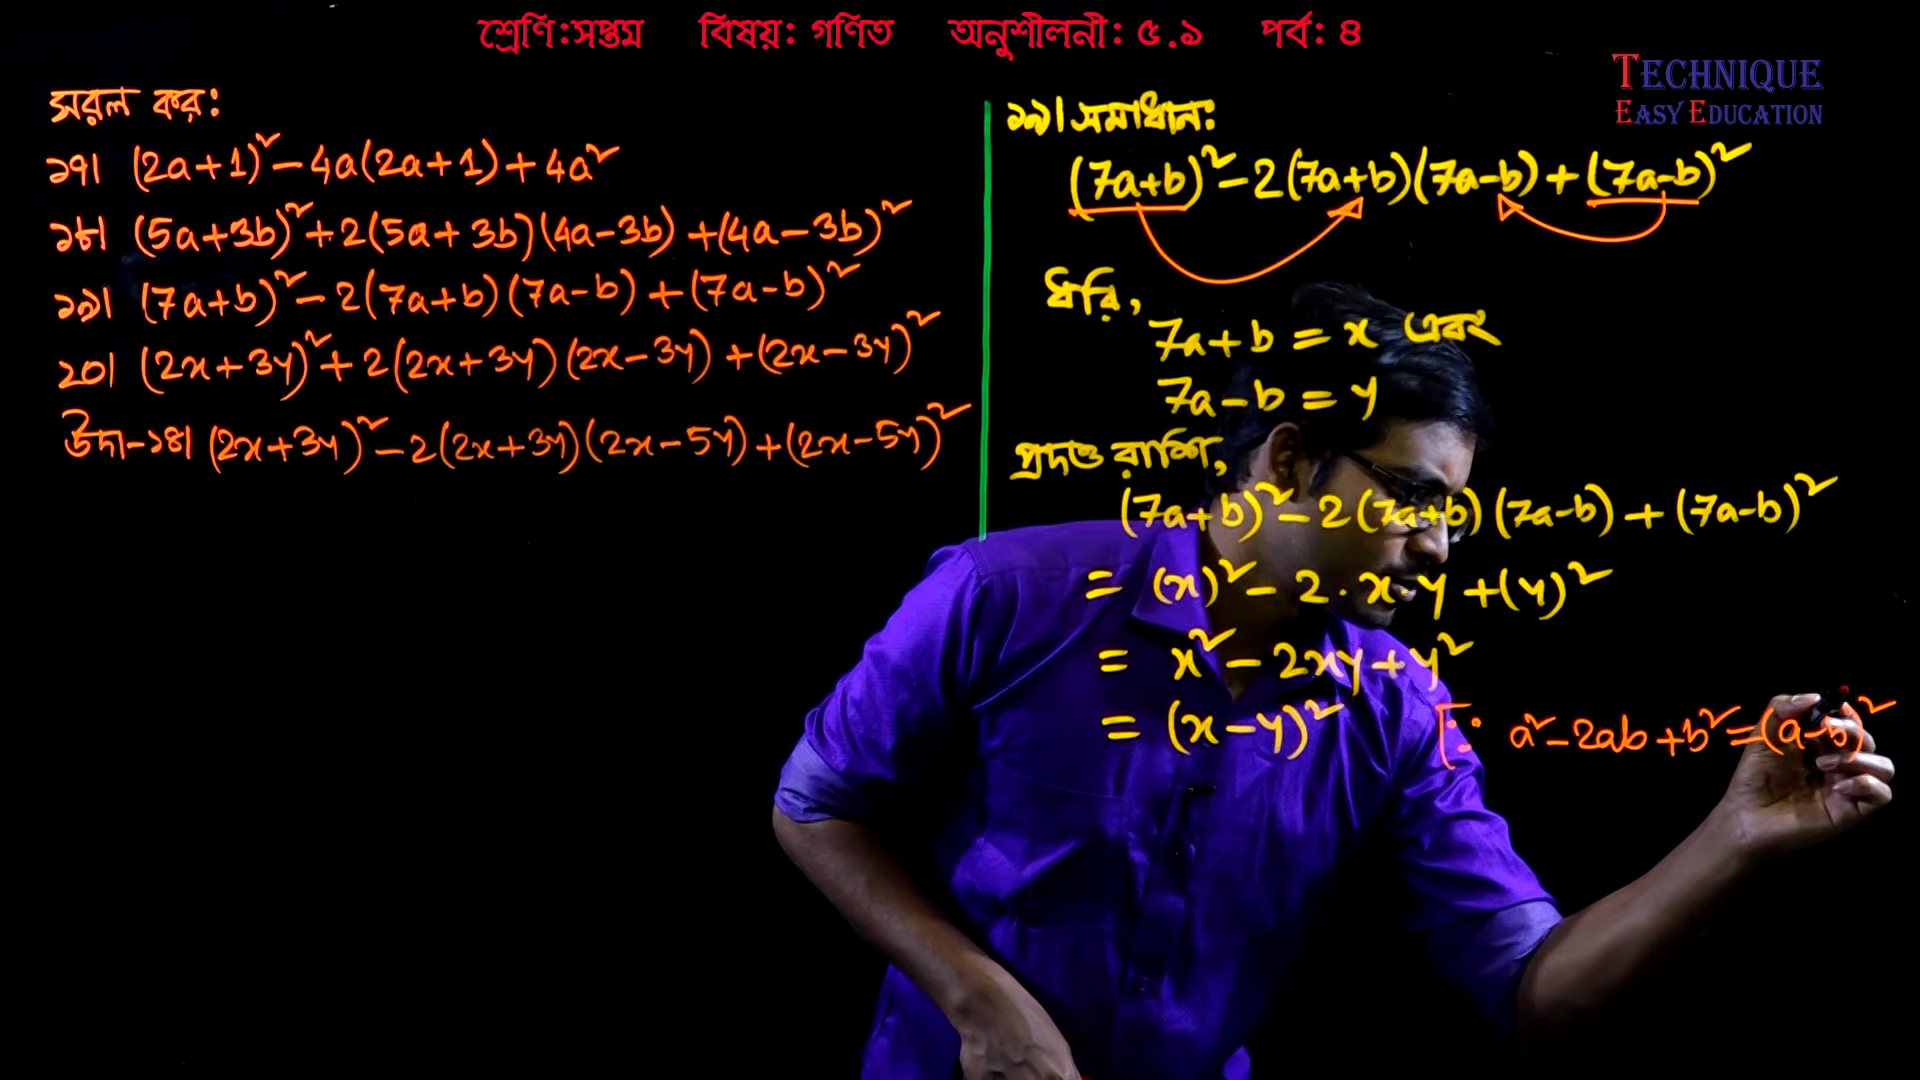 শ্রেণি:সপ্তম বিষয়: গণিত অনুশীলনী: ৫.১ পর্ব: ৪
TECHNIQUE
EASY EDUCATION
সরল কর:
১৭। (2a+1)² - 4a(2a+1) + 4a²
১৮। (5a+3b)² + 2(5a+3b)(4a-3b) + (4a-3b)²
১৯। (7a+b)² - 2(7a+b)(7a-b) + (7a-b)²
২০। (2x+3y)² + 2(2x+3y)(2x-3y) + (2x-3y)²
উদা-১৪। (2x+3y)² - 2(2x+3y)(2x-5y) + (2x-5y)²
১৯। সমাধান:
(7a+b)² - 2(7a+b)(7a-b) + (7a-b)²
ধরি,
7a+b = x এবং
7a-b = y
প্রদত্ত রাশি,
(7a+b)² - 2(7a+b)(7a-b) + (7a-b)²
= (x)² - 2·x·y + (y)²
= x² - 2xy + y²
= (x-y)² [∵ a² - 2ab + b² = (a-b)²